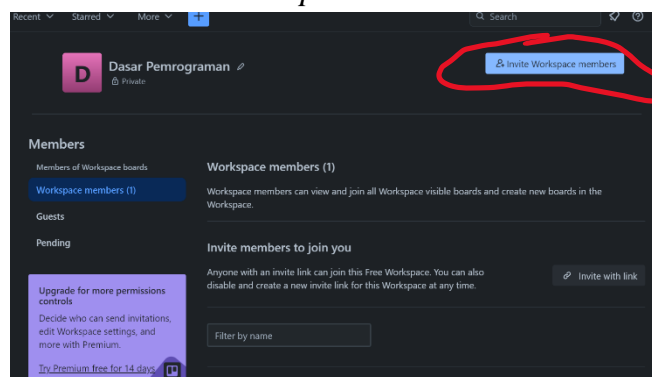 Recent Starred More + Search
D Dasar Pemrograman
Private
Invite Workspace members
Members
Members of Workspace boards
Workspace members (1)
Guests
Pending
Upgrade for more permissions
controls
Decide who can send invitations,
edit Workspace settings, and
more with Premium.
Try Premium free for 14 days
Workspace members (1)
Workspace members can view and join all Workspace visible boards and create new boards in the
Workspace.
Invite members to join you
Anyone with an invite link can join this Free Workspace. You can also
disable and create a new invite link for this Workspace at any time.
Invite with link
Filter by name